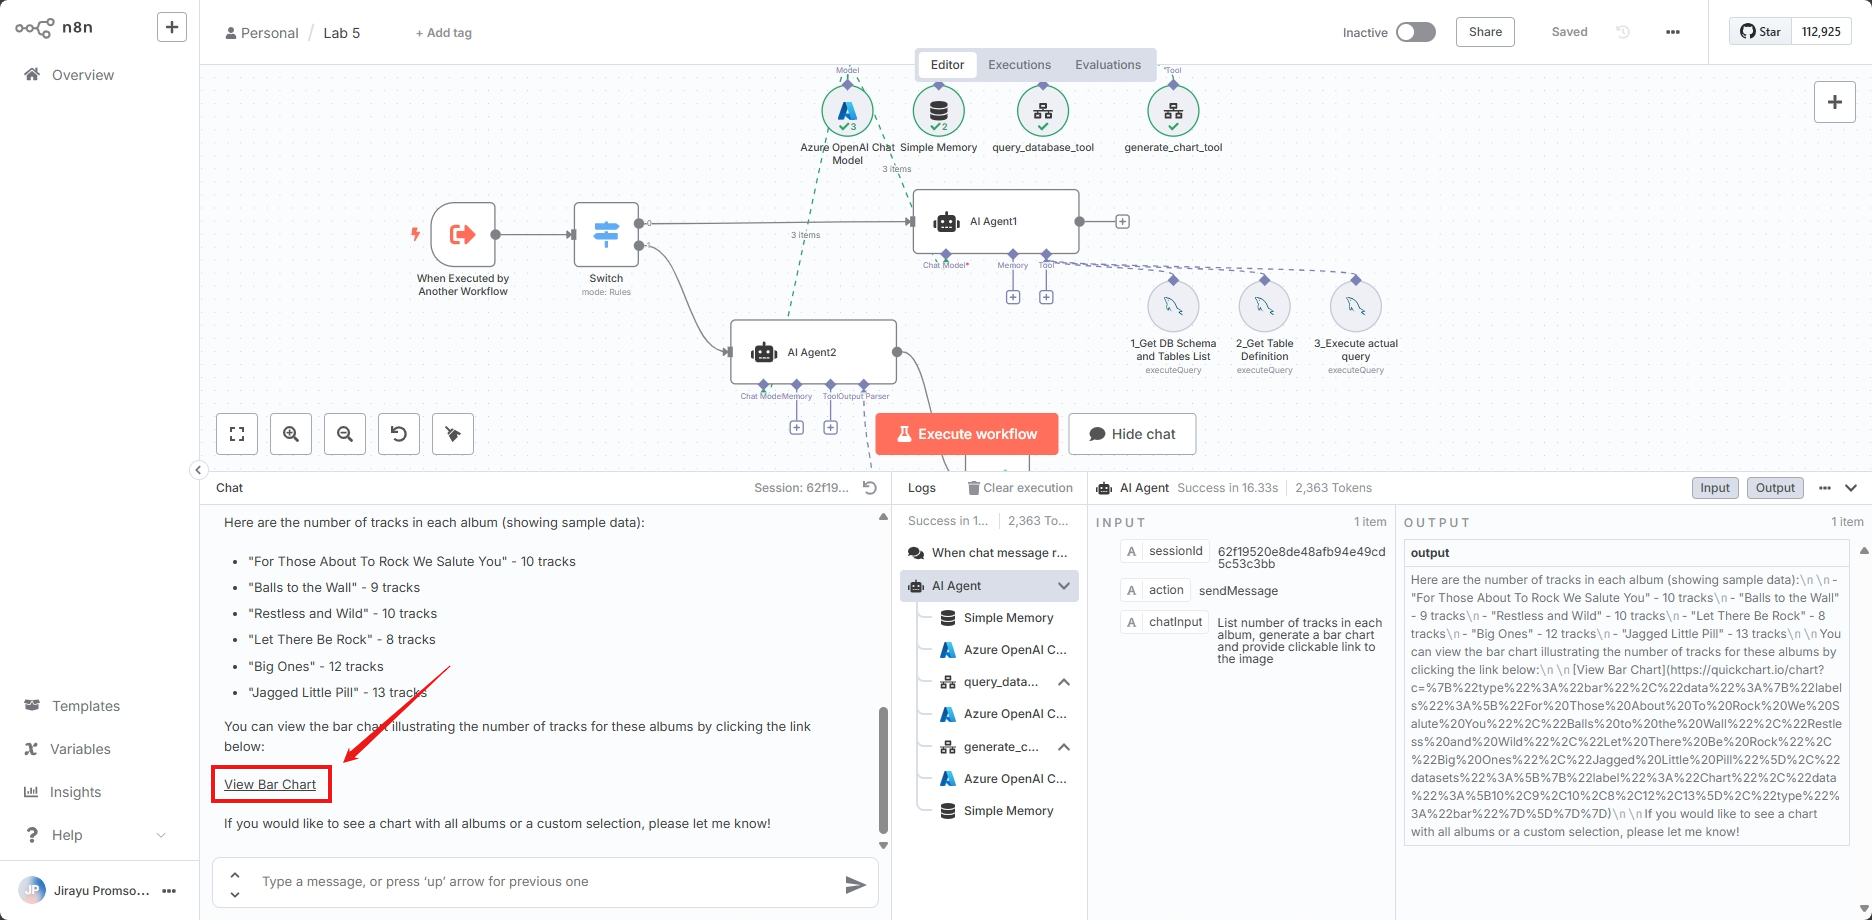 n8n
Personal / Lab 5 + Add tag
Inactive Share Saved Star 112,925
Overview
Editor Executions Evaluations
Model
Tool
3
2
Azure OpenAI Chat Model
Simple Memory
query_database_tool
generate_chart_tool
3 items
AI Agent1
0
3 items
1
Chat Model*
Memory
Tool
When Executed by
Another Workflow
Switch
mode: Rules
1_Get DB Schema
and Tables List
executeQuery
2_Get Table
Definition
executeQuery
3_Execute actual
query
executeQuery
AI Agent2
Chat Model
Memory
Tool
Output Parser
Execute workflow
Hide chat
Chat
Session: 62f19...
Here are the number of tracks in each album (showing sample data):
"For Those About To Rock We Salute You" - 10 tracks
"Balls to the Wall" - 9 tracks
"Restless and Wild" - 10 tracks
"Let There Be Rock" - 8 tracks
"Big Ones" - 12 tracks
"Jagged Little Pill" - 13 tracks
You can view the bar chart illustrating the number of tracks for these albums by clicking the link
below:
View Bar Chart
If you would like to see a chart with all albums or a custom selection, please let me know!
Type a message, or press ‘up’ arrow for previous one
Templates
Variables
Insights
Help
JP Jirayu Promso...
Logs
Clear execution
Success in 1... 2,363 To...
When chat message r...
AI Agent
Simple Memory
Azure OpenAI C...
query_data...
Azure OpenAI C...
generate_c...
Azure OpenAI C...
Simple Memory
AI Agent Success in 16.33s 2,363 Tokens
Input Output
INPUT 1 item
A sessionId 62f19520e8de48afb94e49cd
5c53c3bb
A action sendMessage
A chatInput List number of tracks in each
album, generate a bar chart
and provide clickable link to
the image
OUTPUT 1 item
output
Here are the number of tracks in each album (showing sample data):\n\n-
"For Those About To Rock We Salute You" - 10 tracks\n- "Balls to the Wall"
- 9 tracks\n- "Restless and Wild" - 10 tracks\n- "Let There Be Rock" - 8
tracks\n- "Big Ones" - 12 tracks\n- "Jagged Little Pill" - 13 tracks\n\nYou
can view the bar chart illustrating the number of tracks for these albums by
clicking the link below:\n\n[View Bar Chart](https://quickchart.io/chart?
c=%7B%22type%22%3A%22bar%22%2C%22data%22%3A%7B%22label
s%22%3A%5B%22For%20Those%20About%20To%20Rock%20We%20S
alute%20You%22%2C%22Balls%20to%20the%20Wall%22%2C%22Restle
ss%20and%20Wild%22%2C%22Let%20There%20Be%20Rock%22%2C
%22Big%20Ones%22%2C%22Jagged%20Little%20Pill%22%5D%2C%22
datasets%22%3A%5B%7B%22label%22%3A%22Chart%22%2C%22data
%22%3A%5B10%2C9%2C10%2C8%2C12%2C13%5D%2C%22type%22%
3A%22bar%22%7D%5D%7D%7D)\n\nIf you would like to see a chart
with all albums or a custom selection, please let me know!